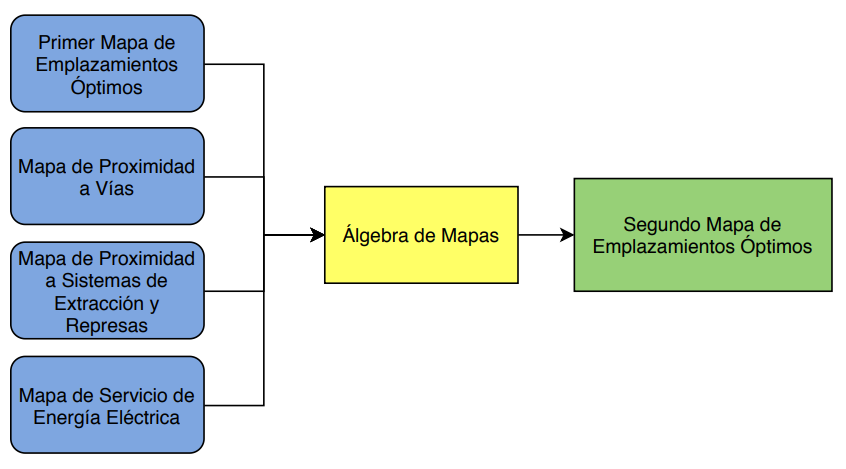 Primer Mapa de
Emplazamientos
Óptimos
Mapa de Proximidad
a Vías
Mapa de Proximidad
a Sistemas de
Extracción y
Represas
Mapa de Servicio de
Energía Eléctrica
Álgebra de Mapas
Segundo Mapa de
Emplazamientos Óptimos